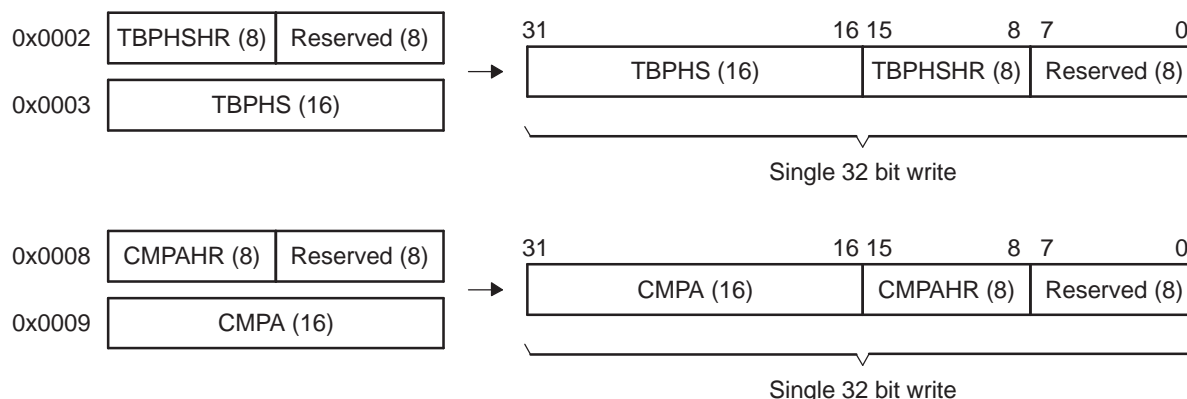 0x0002 TBPHSHR (8) Reserved (8)
0x0003 TBPHS (16)
31 16 15 8 7 0
TBPHS (16) TBPHSHR (8) Reserved (8)
Single 32 bit write
0x0008 CMPAHR (8) Reserved (8)
0x0009 CMPA (16)
31 16 15 8 7 0
CMPA (16) CMPAHR (8) Reserved (8)
Single 32 bit write